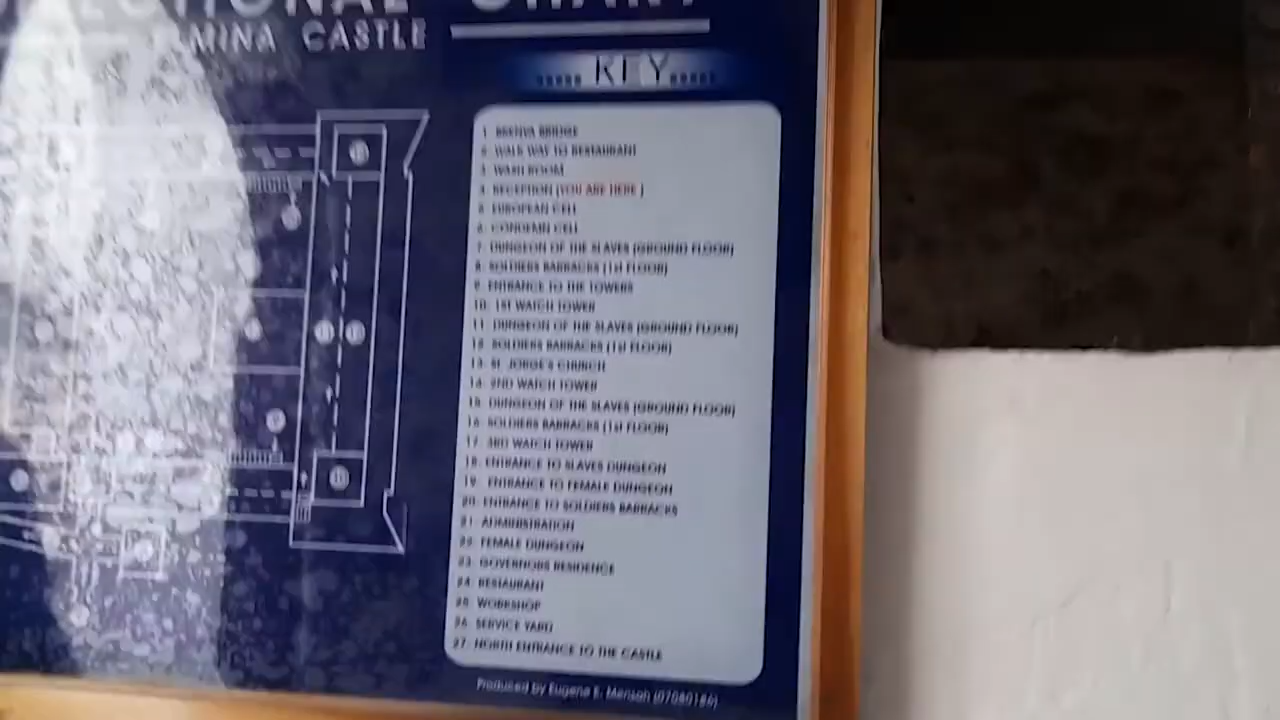 MINA CASTLE
KEY
1. BRENYA BRIDGE
2. WALK WAY TO RESTAURANT
3. WASH ROOM
4. RECEPTION (YOU ARE HERE )
5. EUROPEAN CELL
6. CONDEMN CELL
7. DUNGEON OF THE SLAVES (GROUND FLOOR)
8. SOLDIERS BARRACKS (1st FLOOR)
9. ENTRANCE TO THE TOWERS
10. 1ST WATCH TOWER
11. DUNGEON OF THE SLAVES (GROUND FLOOR)
12. SOLDIERS BARRACKS (1st FLOOR)
13. St. JORGE'S CHURCH
14. 2ND WATCH TOWER
15. DUNGEON OF THE SLAVES (GROUND FLOOR)
16. SOLDIERS BARRACKS (1st FLOOR)
17. 3RD WATCH TOWER
18. ENTRANCE TO SLAVES DUNGEON
19. ENTRANCE TO FEMALE DUNGEON
20. ENTRANCE TO SOLDIERS BARRACKS
21. ADMINISTRATION
22. FEMALE DUNGEON
23. GOVERNORS RESIDENCE
24. RESTAURANT
25. WORKSHOP
26. SERVICE YARD
27. NORTH ENTRANCE TO THE CASTLE
Produced by Eugene E. Mensah (07080186)